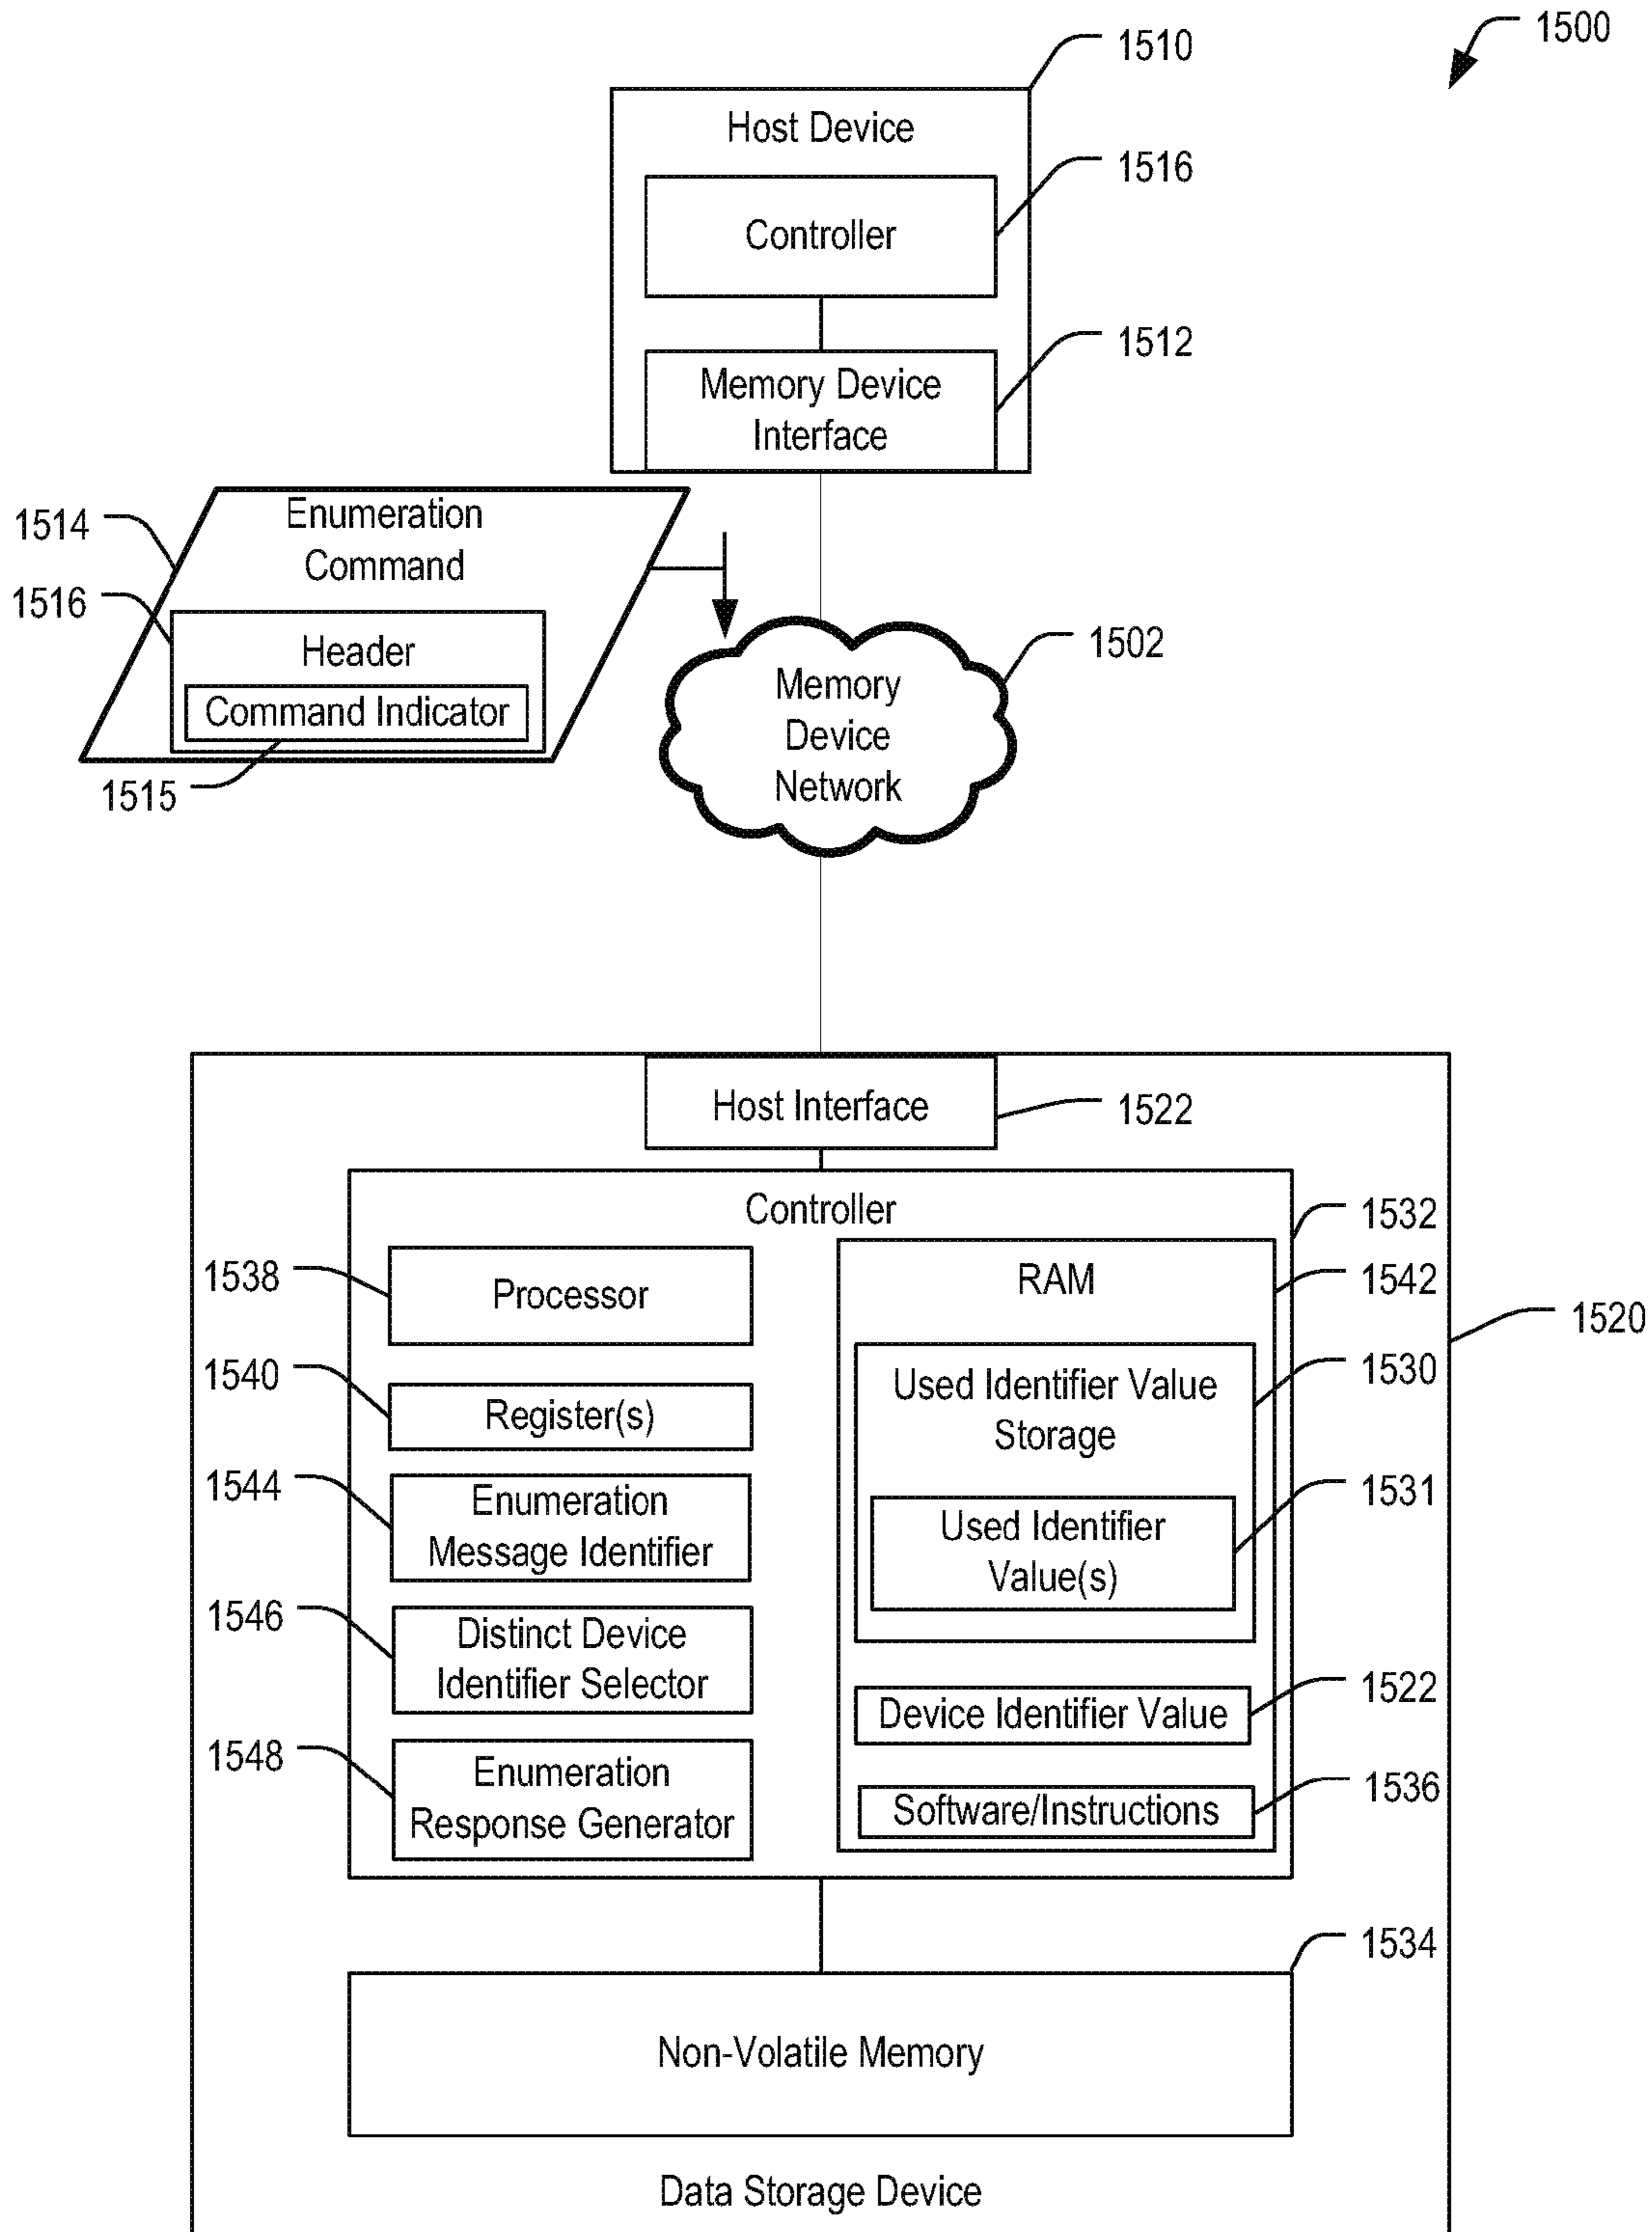 1500
1510
Host Device
1516
Controller
1512
Memory Device
Interface
1514
Enumeration
Command
1516
Header
Command Indicator
1515
1502
Memory
Device
Network
Host Interface
1522
Controller
1532
1538
Processor
RAM
1542
1520
1540
Register(s)
Used Identifier Value
Storage
1530
1544
Enumeration
Message Identifier
Used Identifier
Value(s)
1531
1546
Distinct Device
Identifier Selector
Device Identifier Value
1522
1548
Enumeration
Response Generator
Software/Instructions
1536
1534
Non-Volatile Memory
Data Storage Device